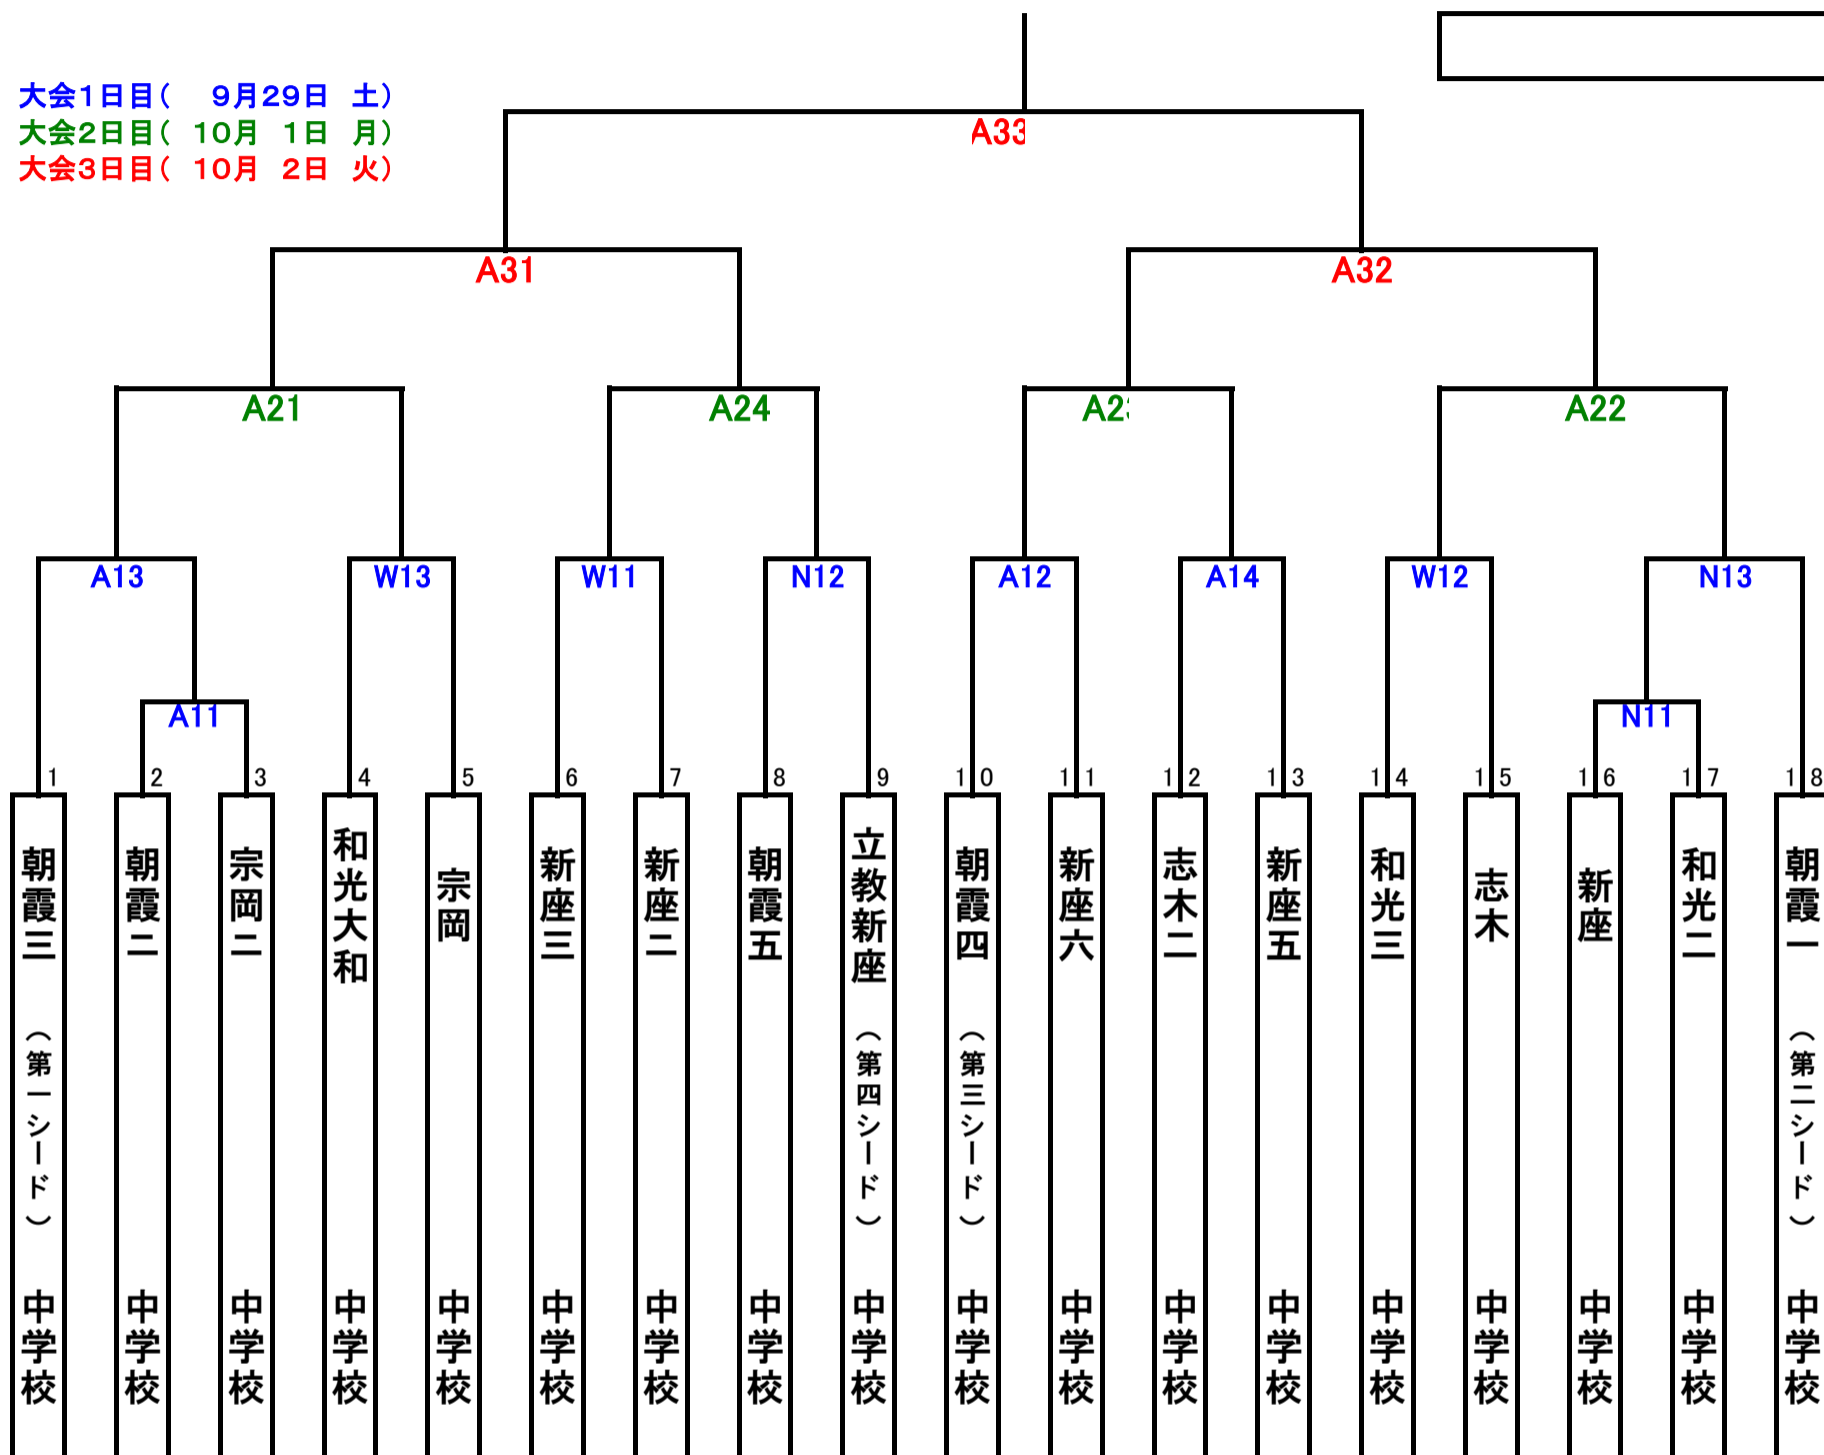 大会1日目(　9月29日　土)
大会2日目(　10月　1日　月)
大会3日目(　10月　2日　火)
A33
A31
A32
A21
A24
A22
A13
W13
W11
N12
A12
A14
W12
N13
A11
N11
1
2
3
4
5
6
7
8
9
10
11
12
13
14
15
16
17
18
朝霞三　(第一シード)　中学校
朝霞二　中学校
宗岡二　中学校
和光大和　中学校
宗岡　中学校
新座三　中学校
新座二　中学校
朝霞五　中学校
立教新座　(第四シード)　中学校
朝霞四　(第三シード)　中学校
新座六　中学校
志木二　中学校
新座五　中学校
和光三　中学校
志木　中学校
新座　中学校
和光二　中学校
朝霞一　(第二シード)　中学校